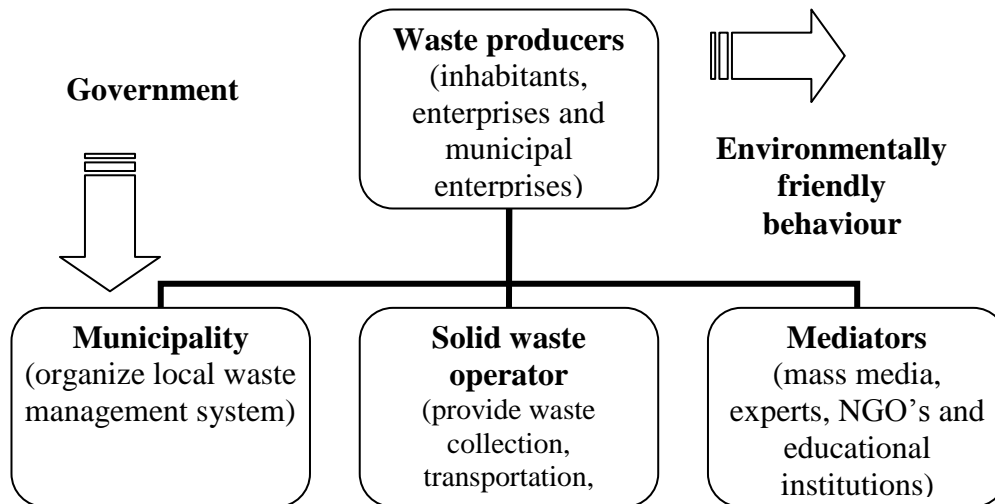 Waste producers
(inhabitants,
enterprises and
municipal
enterprises)
Government
Environmentally
friendly
behaviour
Municipality
(organize local waste
management system)
Solid waste
operator
(provide waste
collection,
transportation,
Mediators
(mass media,
experts, NGO’s and
educational
institutions)